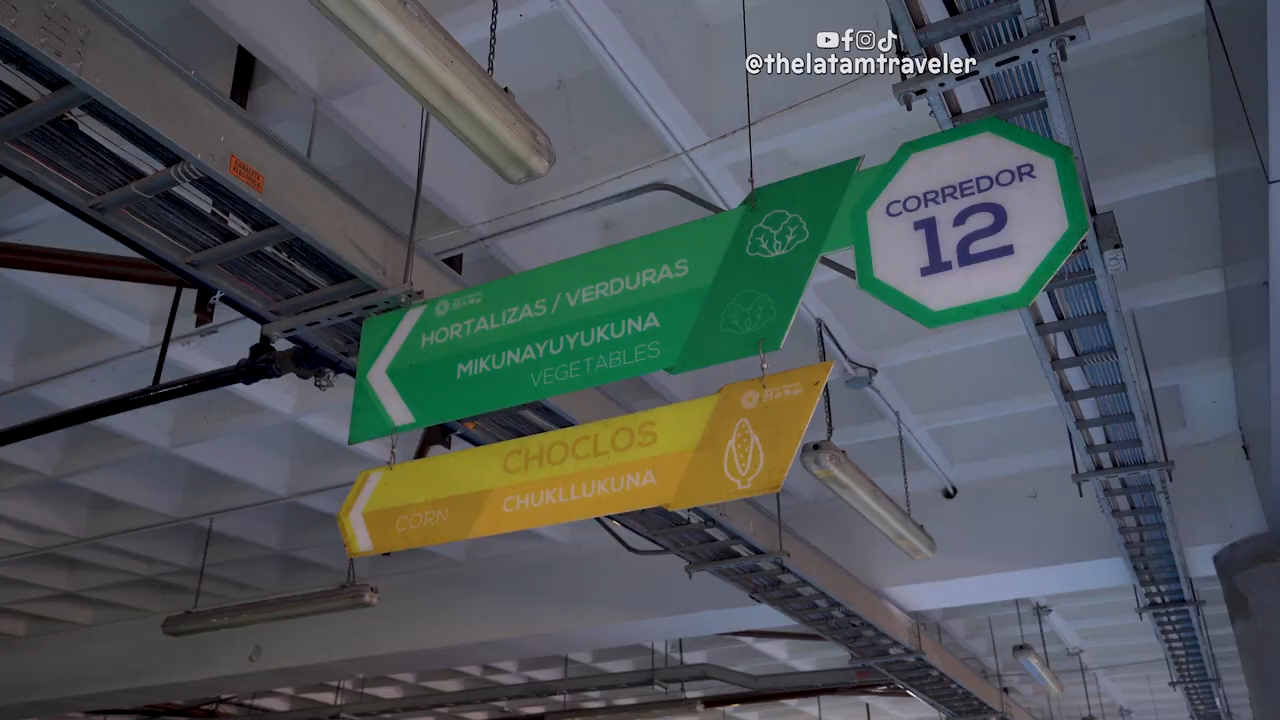 @thelatamtraveler
CORREDOR
12
HORTALIZAS / VERDURAS
MIKUNAYUYUKUNA
VEGETABLES
CHOCLOS
CHUKLLUKUNA
CORN